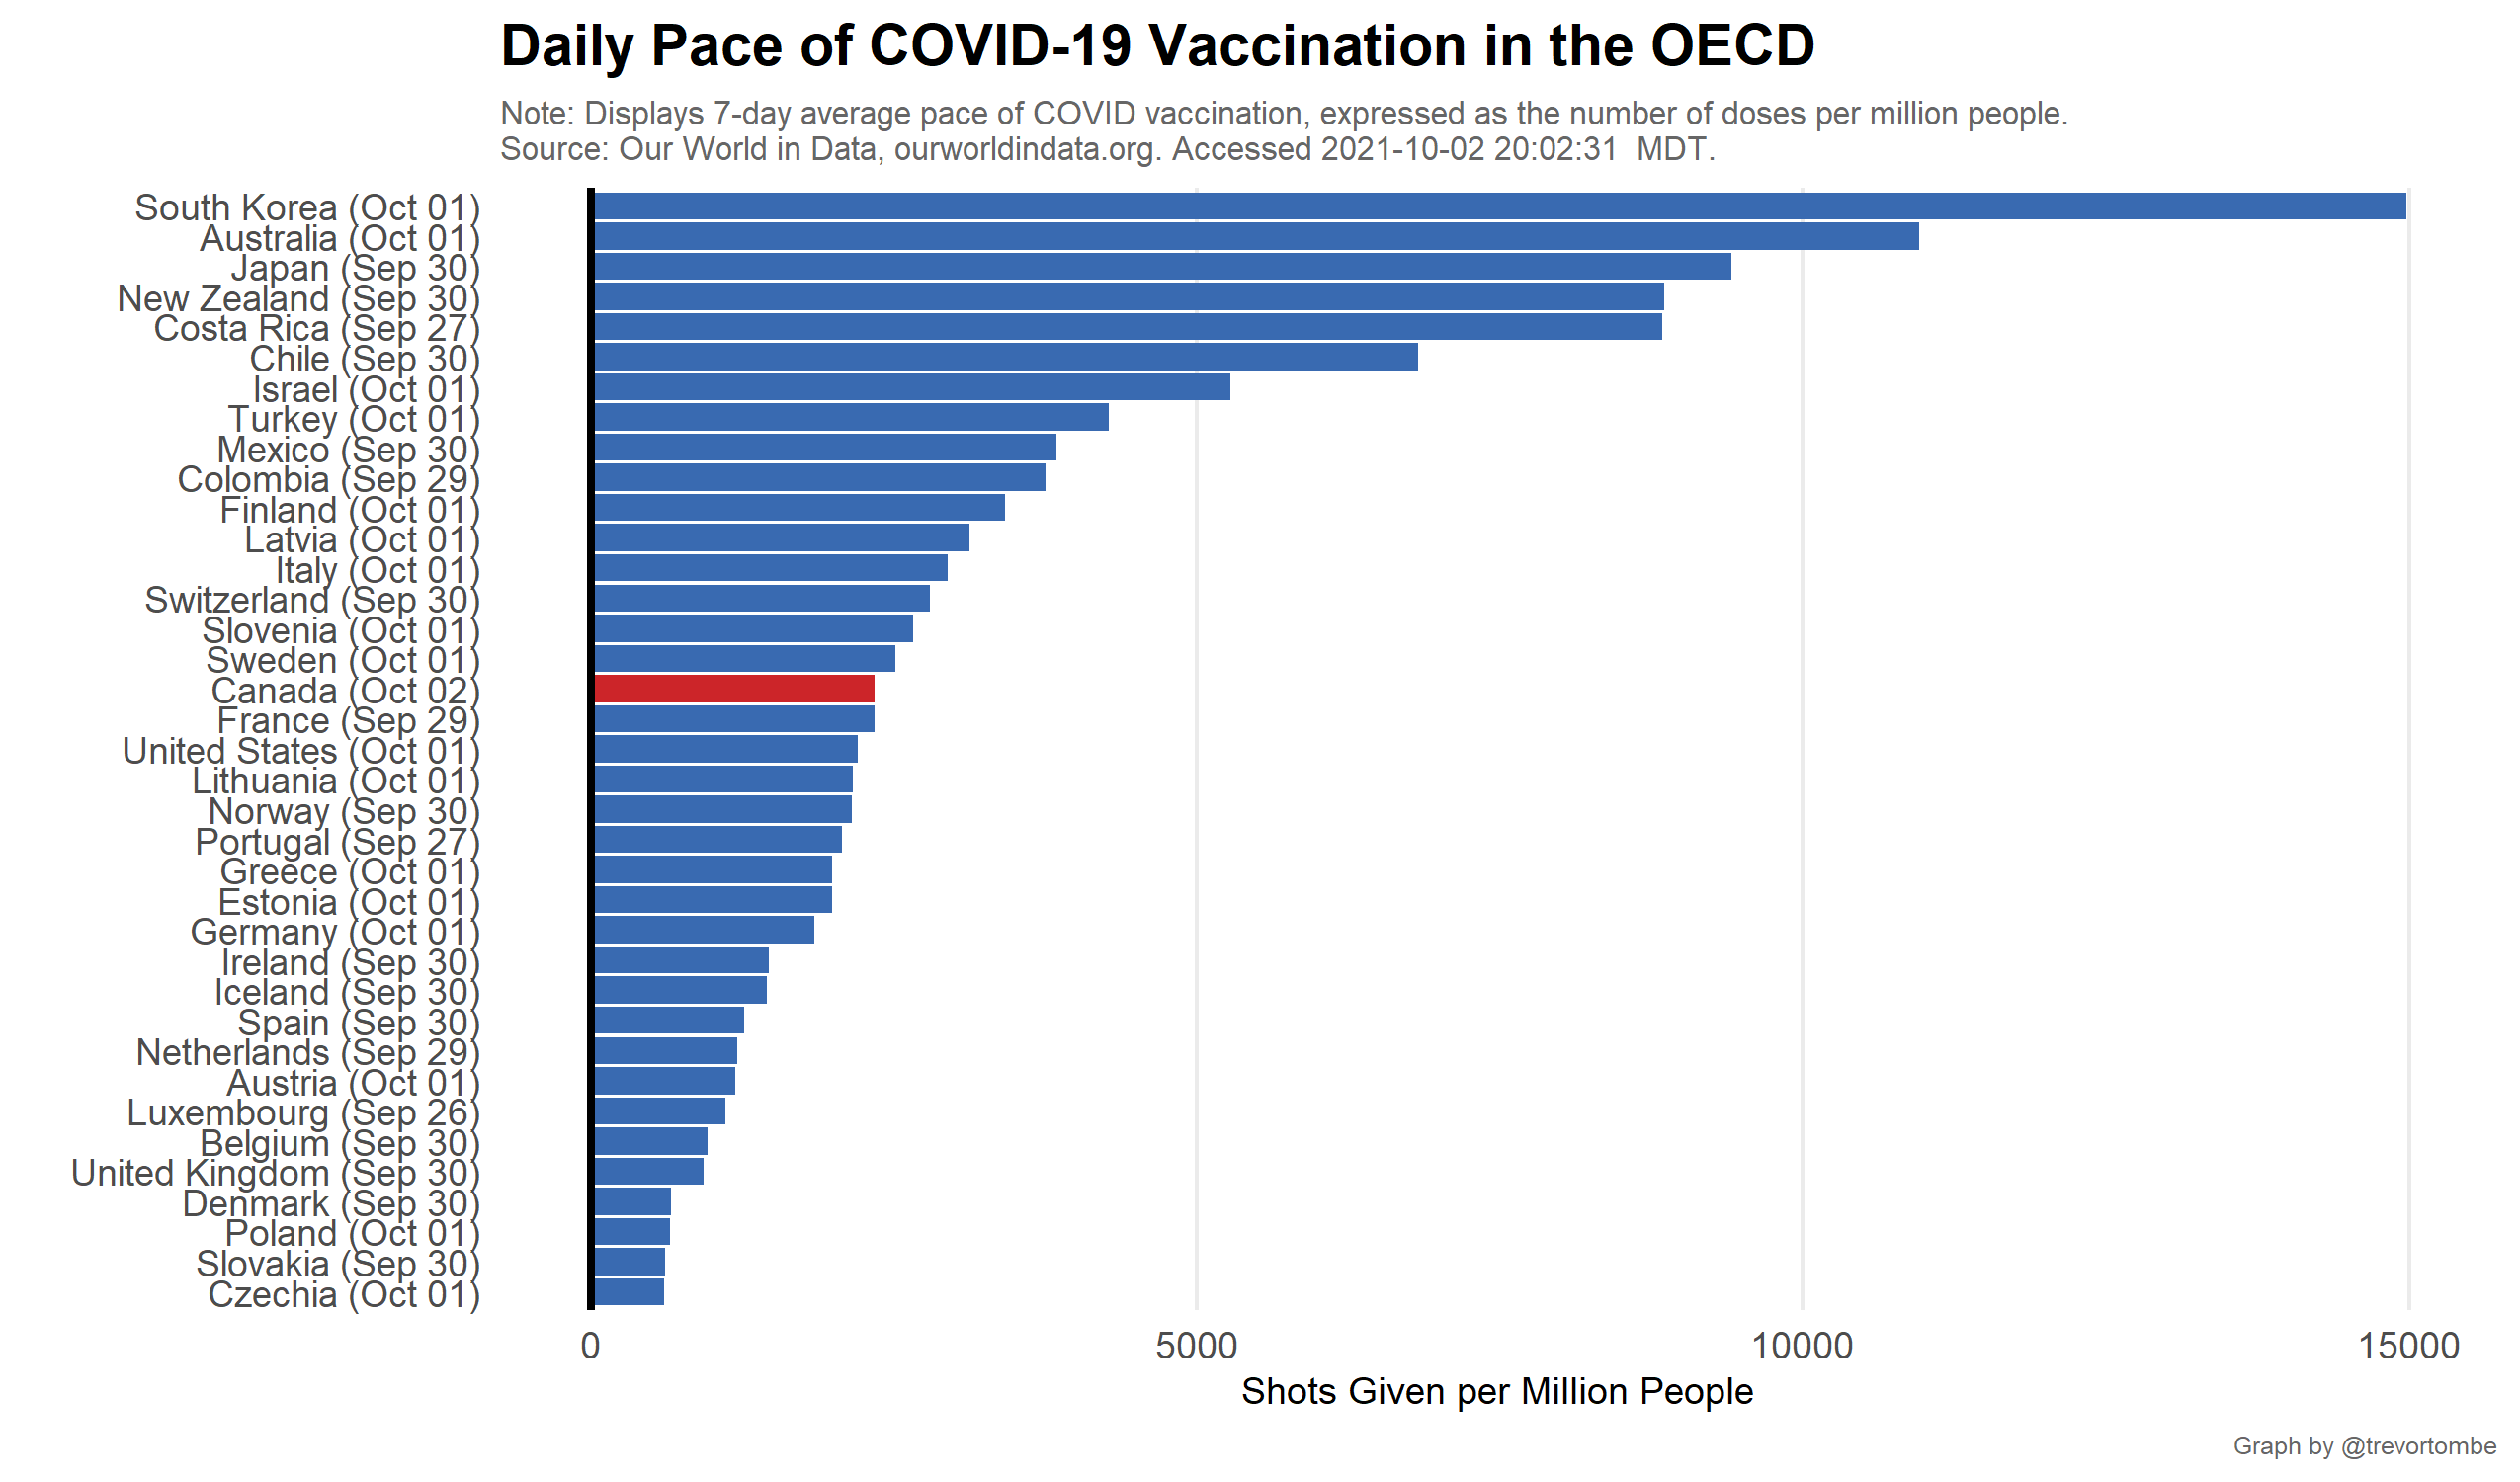 Daily Pace of COVID-19 Vaccination in the OECD
Note: Displays 7-day average pace of COVID vaccination, expressed as the number of doses per million people.
Source: Our World in Data, ourworldindata.org. Accessed 2021-10-02 20:02:31  MDT.
South Korea (Oct 01)
Australia (Oct 01)
Japan (Sep 30)
New Zealand (Sep 30)
Costa Rica (Sep 27)
Chile (Sep 30)
Israel (Oct 01)
Turkey (Oct 01)
Mexico (Sep 30)
Colombia (Sep 29)
Finland (Oct 01)
Latvia (Oct 01)
Italy (Oct 01)
Switzerland (Sep 30)
Slovenia (Oct 01)
Sweden (Oct 01)
Canada (Oct 02)
France (Sep 29)
United States (Oct 01)
Lithuania (Oct 01)
Norway (Sep 30)
Portugal (Sep 27)
Greece (Oct 01)
Estonia (Oct 01)
Germany (Oct 01)
Ireland (Sep 30)
Iceland (Sep 30)
Spain (Sep 30)
Netherlands (Sep 29)
Austria (Oct 01)
Luxembourg (Sep 26)
Belgium (Sep 30)
United Kingdom (Sep 30)
Denmark (Sep 30)
Poland (Oct 01)
Slovakia (Sep 30)
Czechia (Oct 01)
0 5000 10000 15000
Shots Given per Million People
Graph by @trevortombe